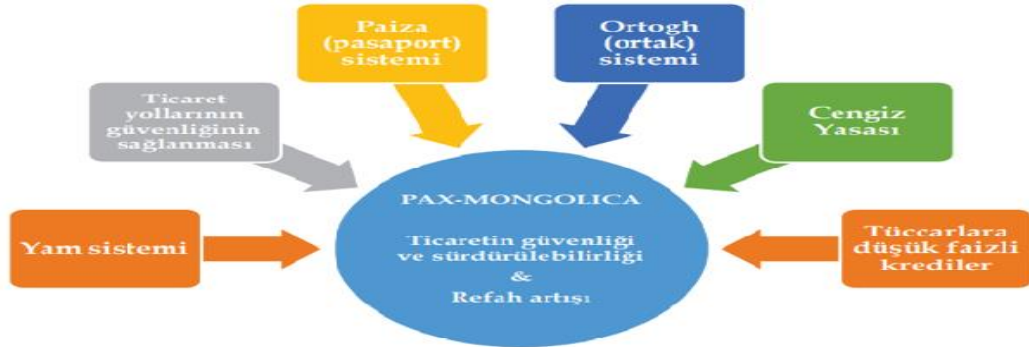 Paiza
(pasaport)
sistemi
Ortogh
(ortak)
sistemi
Ticaret
yollarının
güvenliğinin
sağlanması
Cengiz
Yasası
Yam sistemi
PAX-MONGOLICA
Ticaretin güvenliği
ve sürdürülebilirliği
&
Refah artışı
Tüccarlara
düşük faizli
krediler